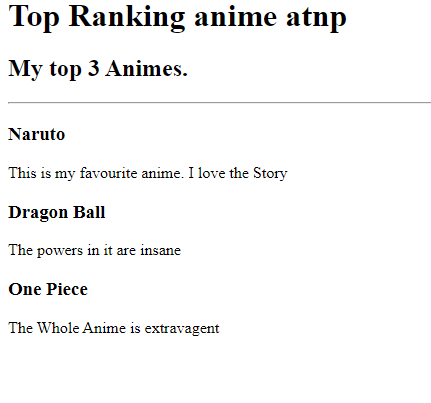 Top Ranking anime atnp
My top 3 Animes.
Naruto
This is my favourite anime. I love the Story
Dragon Ball
The powers in it are insane
One Piece
The Whole Anime is extravagent